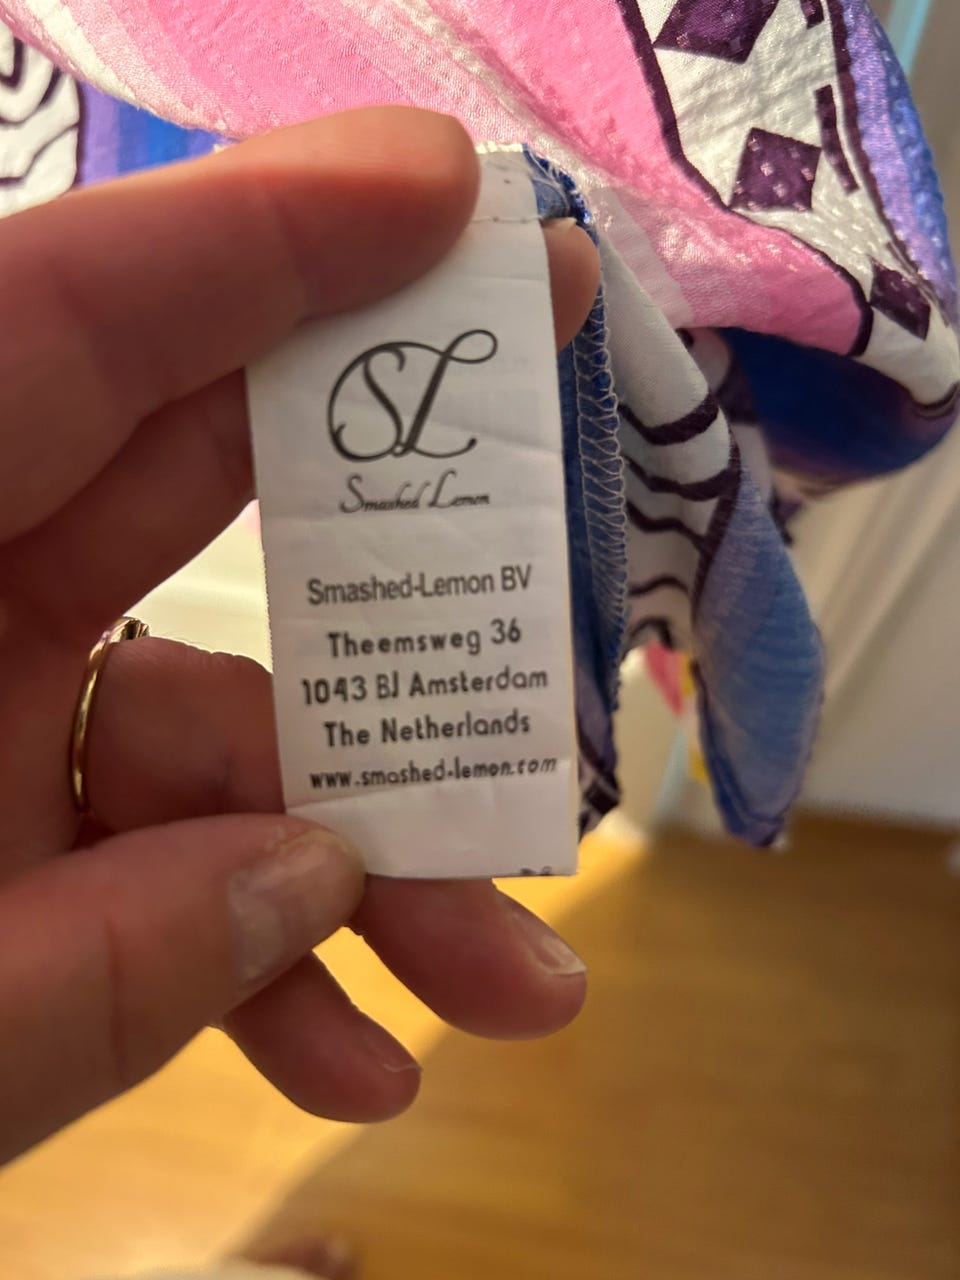 SL
Smashed Lemon
Smashed-Lemon BV
Theemsweg 36
1043 BJ Amsterdam
The Netherlands
www.smashed-lemon.com